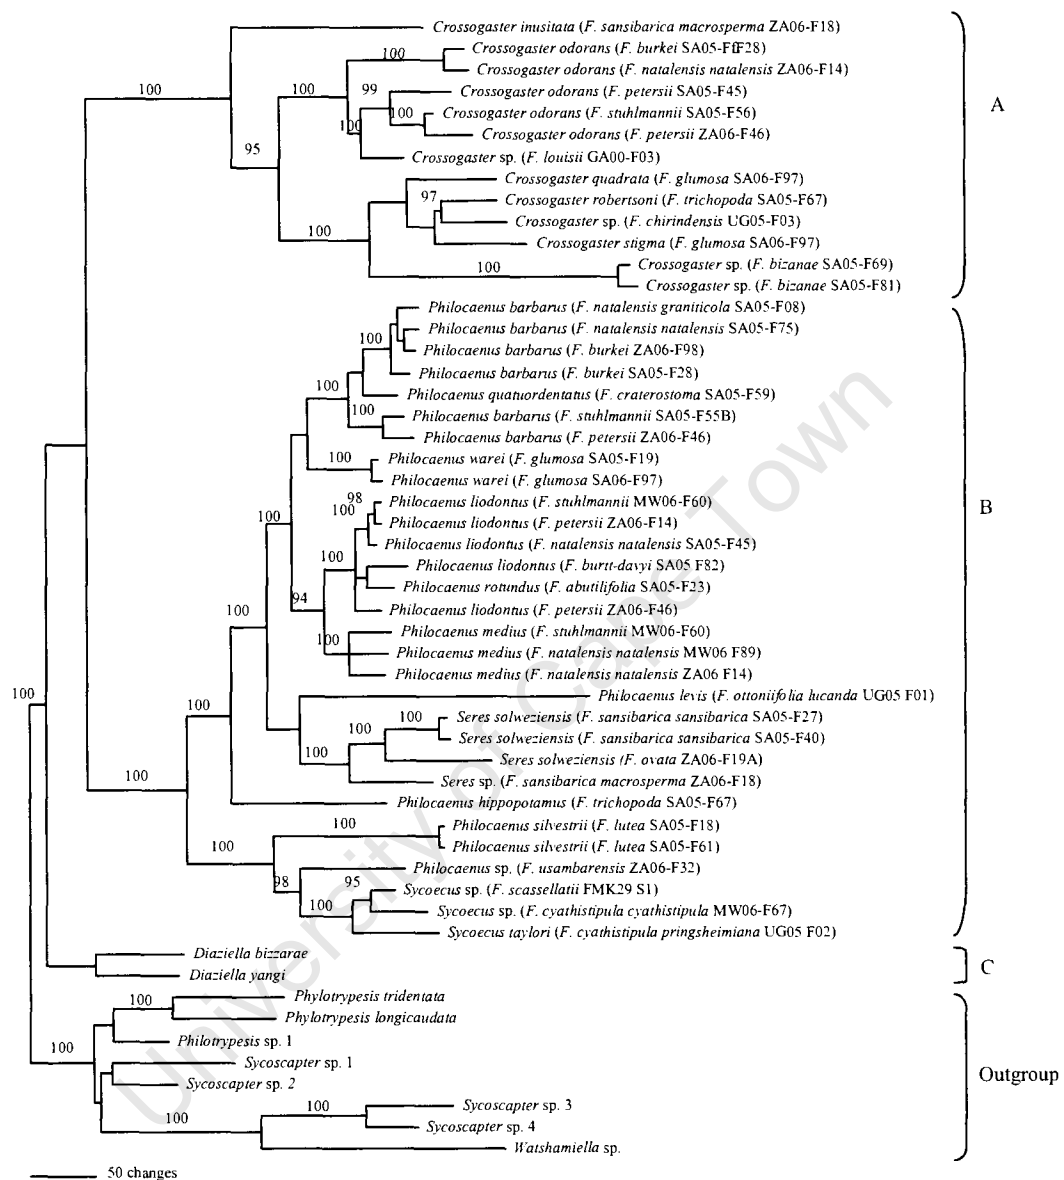 Crossogaster inusitata (F. sansibarica macrosperma ZA06-F18)
100
Crossogaster odorans (F. burkei SA05-FfF28)
Crossogaster odorans (F. natalensis natalensis ZA06-F14)
100
100
99
Crossogaster odorans (F. petersii SA05-F45)
A
100
Crossogaster odorans (F. stuhlmannii SA05-F56)
100
Crossogaster odorans (F. petersii ZA06-F46)
95
Crossogaster sp. (F. louisii GA00-F03)
Crossogaster quadrata (F. glumosa SA06-F97)
97
Crossogaster robertsoni (F. trichopoda SA05-F67)
Crossogaster sp. (F. chirindensis UG05-F03)
100
Crossogaster stigma (F. glumosa SA06-F97)
100
Crossogaster sp. (F. bizanae SA05-F69)
Crossogaster sp. (F. bizanae SA05-F81)
Philocaenus barbarus (F. natalensis graniticola SA05-F08)
Philocaenus barbarus (F. natalensis natalensis SA05-F75)
100
Philocaenus barbarus (F. burkei ZA06-F98)
Philocaenus barbarus (F. burkei SA05-F28)
100
Philocaenus quatuordentatus (F. craterostoma SA05-F59)
100
Philocaenus barbarus (F. stuhlmannii SA05-F55B)
Philocaenus barbarus (F. petersii ZA06-F46)
100
Philocaenus warei (F. glumosa SA05-F19)
Philocaenus warei (F. glumosa SA06-F97)
98
Philocaenus liodontus (F. stuhlmannii MW06-F60)
B
100
100
Philocaenus liodontus (F. petersii ZA06-F14)
Philocaenus liodontus (F. natalensis natalensis SA05-F45)
100
Philocaenus liodontus (F. burtt-davyi SA05 F82)
Philocaenus rotundus (F. abutilifolia SA05-F23)
94
Philocaenus liodontus (F. petersii ZA06-F46)
100
100
Philocaenus medius (F. stuhlmannii MW06-F60)
Philocaenus medius (F. natalensis natalensis MW06 F89)
Philocaenus medius (F. natalensis natalensis ZA06 F14)
100
Philocaenus levis (F. ottoniifolia lucanda UG05 F01)
100
100
Seres solweziensis (F. sansibarica sansibarica SA05-F27)
Seres solweziensis (F. sansibarica sansibarica SA05-F40)
100
100
Seres solweziensis (F. ovata ZA06-F19A)
100
Seres sp. (F. sansibarica macrosperma ZA06-F18)
Philocaenus hippopotamus (F. trichopoda SA05-F67)
100
Philocaenus silvestrii (F. lutea SA05-F18)
100
Philocaenus silvestrii (F. lutea SA05-F61)
Philocaenus sp. (F. usambarensis ZA06-F32)
98
95
Sycoecus sp. (F. scassellatii FMK29 S1)
100
Sycoecus sp. (F. cyathistipula cyathistipula MW06-F67)
Sycoecus taylori (F. cyathistipula pringsheimiana UG05 F02)
Diaziella bizzarae
C
Diaziella yangi
100
Phylotrypesis tridentata
Phylotrypesis longicaudata
100
Philotrypesis sp. 1
Sycoscapter sp. 1
Outgroup
Sycoscapter sp. 2
100
100
Sycoscapter sp. 3
Sycoscapter sp. 4
Watshamiella sp.
50 changes
University of Cape Town